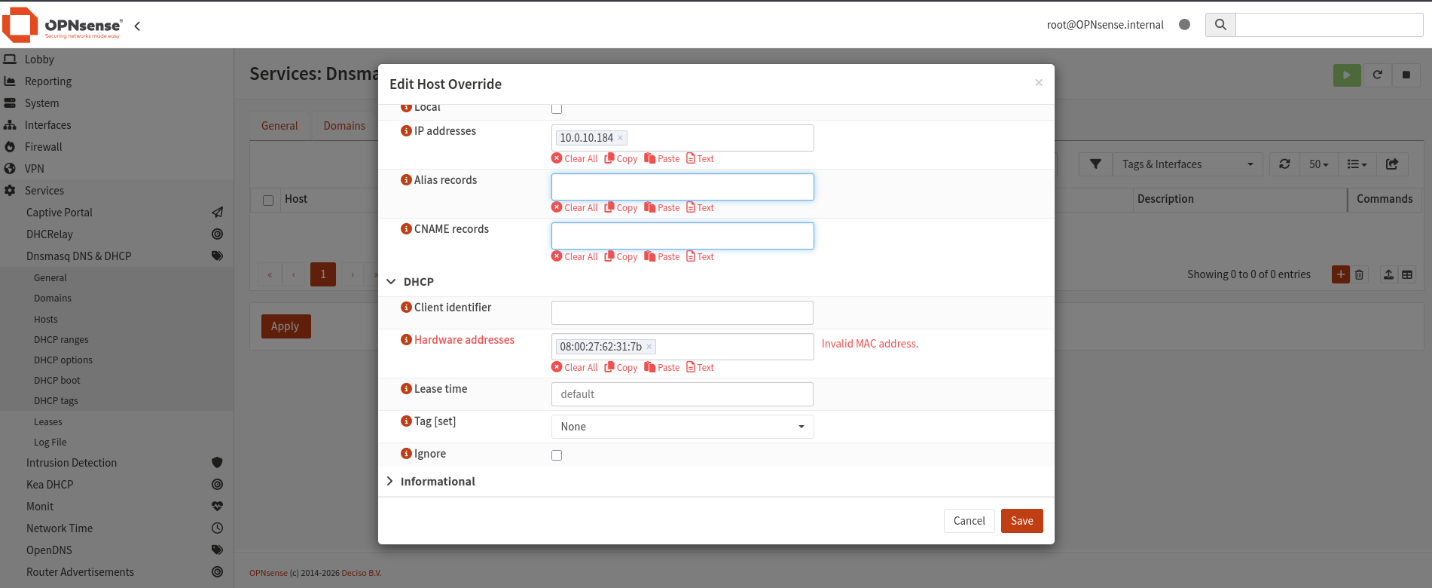 OPNsense®
Securing networks made easy
root@OPNsense.internal
Lobby
Reporting
System
Interfaces
Firewall
VPN
Services
Captive Portal
DHCRelay
Dnsmasq DNS & DHCP
General
Domains
Hosts
DHCP ranges
DHCP options
DHCP boot
DHCP tags
Leases
Log File
Intrusion Detection
Kea DHCP
Monit
Network Time
OpenDNS
Router Advertisements
Services: Dnsma
General Domains
Tags & Interfaces 50
Host Description Commands
« ‹ 1 › »
Showing 0 to 0 of 0 entries
Apply
Edit Host Override ×
Local
IP addresses 10.0.10.184 ×
Clear All Copy Paste Text
Alias records
Clear All Copy Paste Text
CNAME records
Clear All Copy Paste Text
DHCP
Client identifier
Hardware addresses 08:00:27:62:31:7b × Invalid MAC address.
Clear All Copy Paste Text
Lease time default
Tag [set] None
Ignore
Informational
Cancel Save
OPNsense (c) 2014-2026 Deciso B.V.